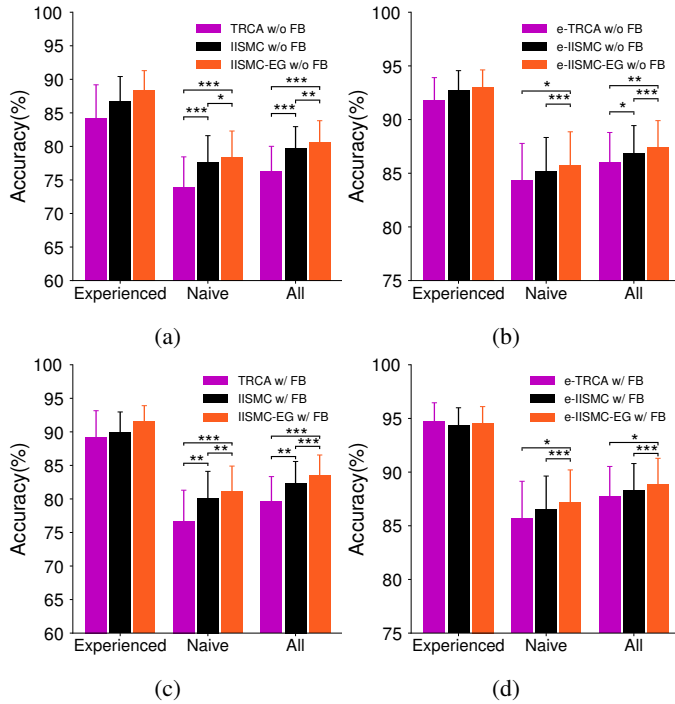 100
95
90
85
80
75
70
65
60
Accuracy(%)
TRCA w/o FB
IISMC w/o FB
IISMC-EG w/o FB
***
***
*
***
***
**
Experienced Naive All
(a)
100
95
90
85
80
75
Accuracy(%)
e-TRCA w/o FB
e-IISMC w/o FB
e-IISMC-EG w/o FB
*
***
**
***
*
Experienced Naive All
(b)
100
95
90
85
80
75
70
65
60
Accuracy(%)
TRCA w/ FB
IISMC w/ FB
IISMC-EG w/ FB
***
**
**
***
***
**
Experienced Naive All
(c)
100
95
90
85
80
75
Accuracy(%)
e-TRCA w/ FB
e-IISMC w/ FB
e-IISMC-EG w/ FB
*
***
*
***
Experienced Naive All
(d)